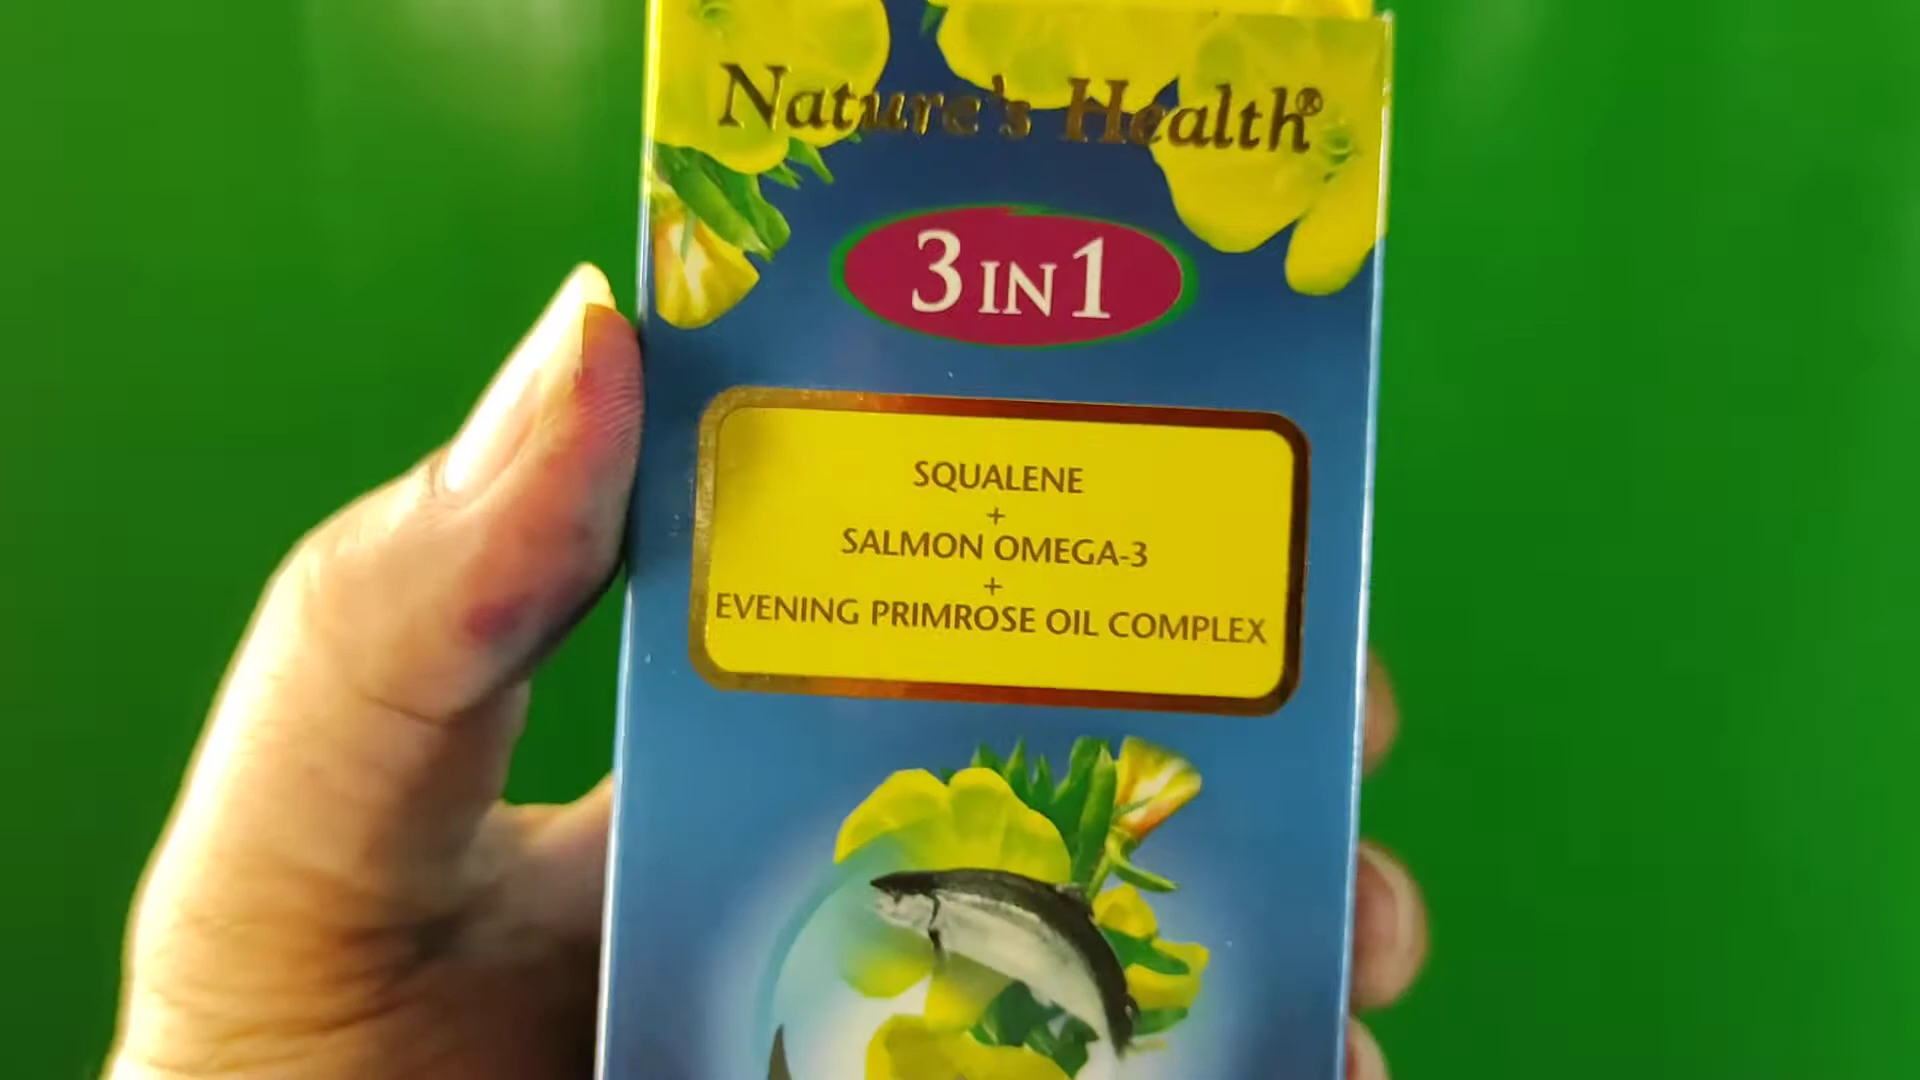 Nature's Health®
3 IN 1
SQUALENE
+
SALMON OMEGA-3
+
EVENING PRIMROSE OIL COMPLEX